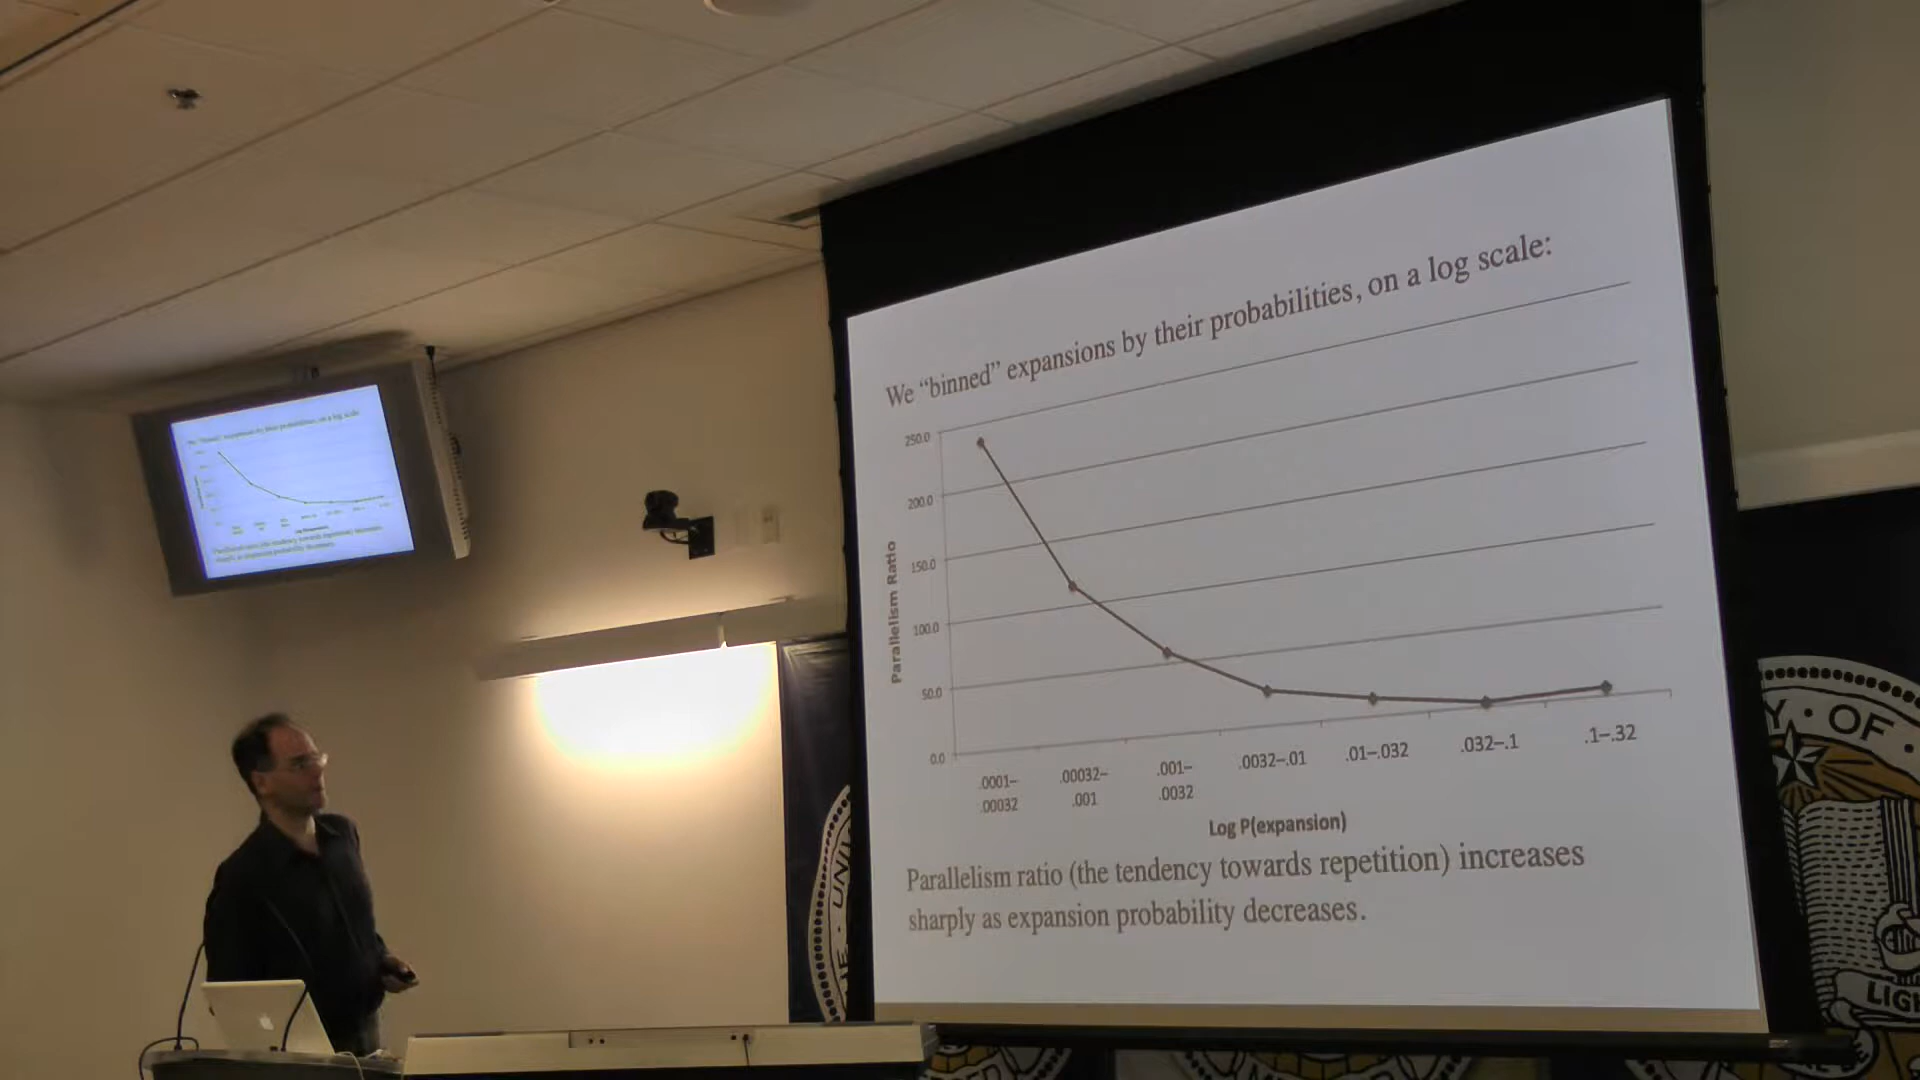 We “binned” expansions by their probabilities, on a log scale:
250.0
200.0
150.0
100.0
50.0
0.0
Parallelism Ratio
.0001–
.00032
.00032–
.001
.001–
.0032
.0032–.01
.01–.032
.032–.1
.1–.32
Log P(expansion)
Parallelism ratio (the tendency towards repetition) increases
sharply as expansion probability decreases.
Y · OF ·
LIG